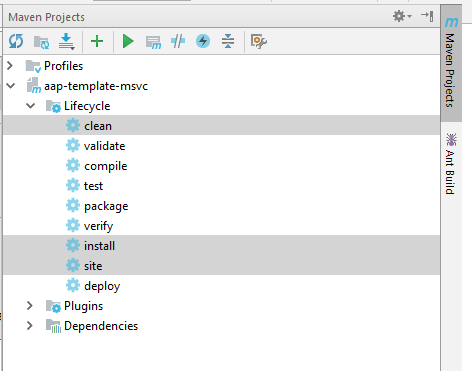 Maven Projects
Profiles
aap-template-msvc
Lifecycle
clean
validate
compile
test
package
verify
install
site
deploy
Plugins
Dependencies
m
Maven Projects
Ant Build